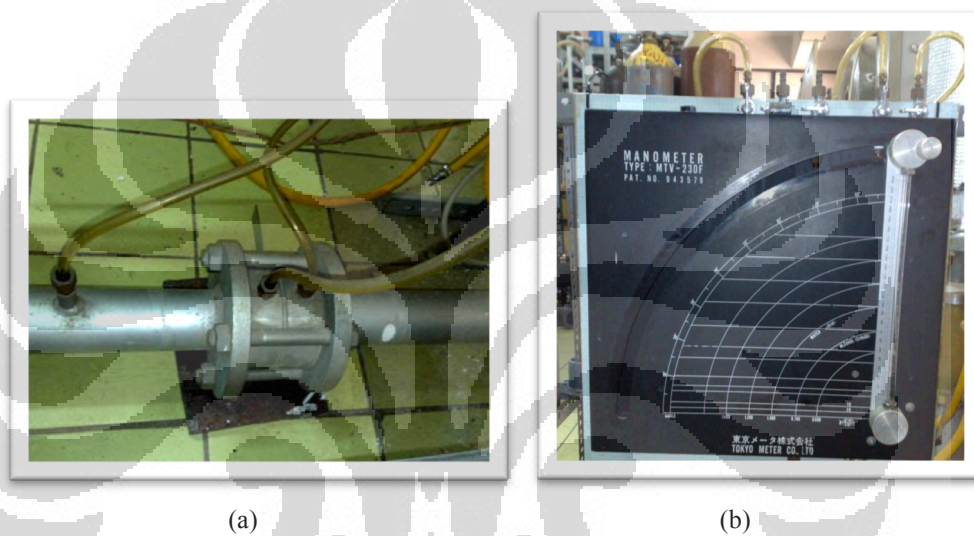 MANOMETER
TYPE : MTV-230F
PAT. NO. 943579
東京メータ株式会社
TOKYO METER CO., LTD
(a)
(b)